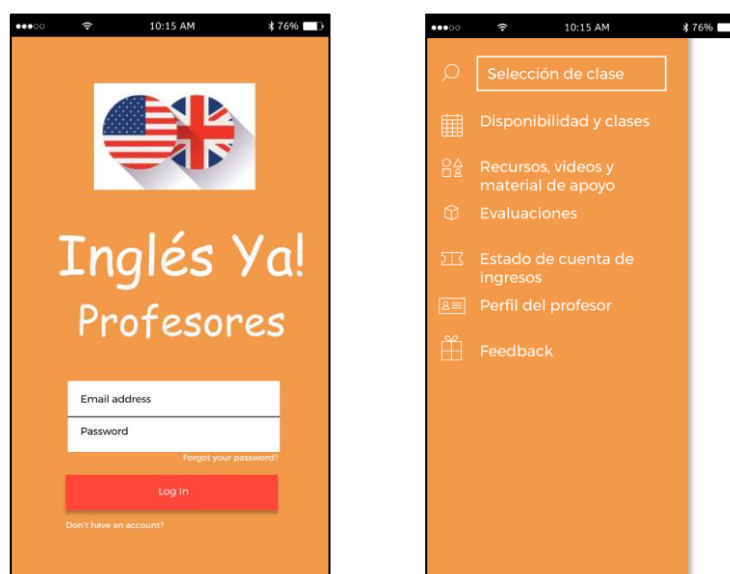 10:15 AM
76%
Inglés Ya!
Profesores
Email address
Password
Forgot your password?
Log In
Don't have an account?
10:15 AM
76%
Selección de clase
Disponibilidad y clases
Recursos, videos y
material de apoyo
Evaluaciones
Estado de cuenta de
ingresos
Perfil del profesor
Feedback